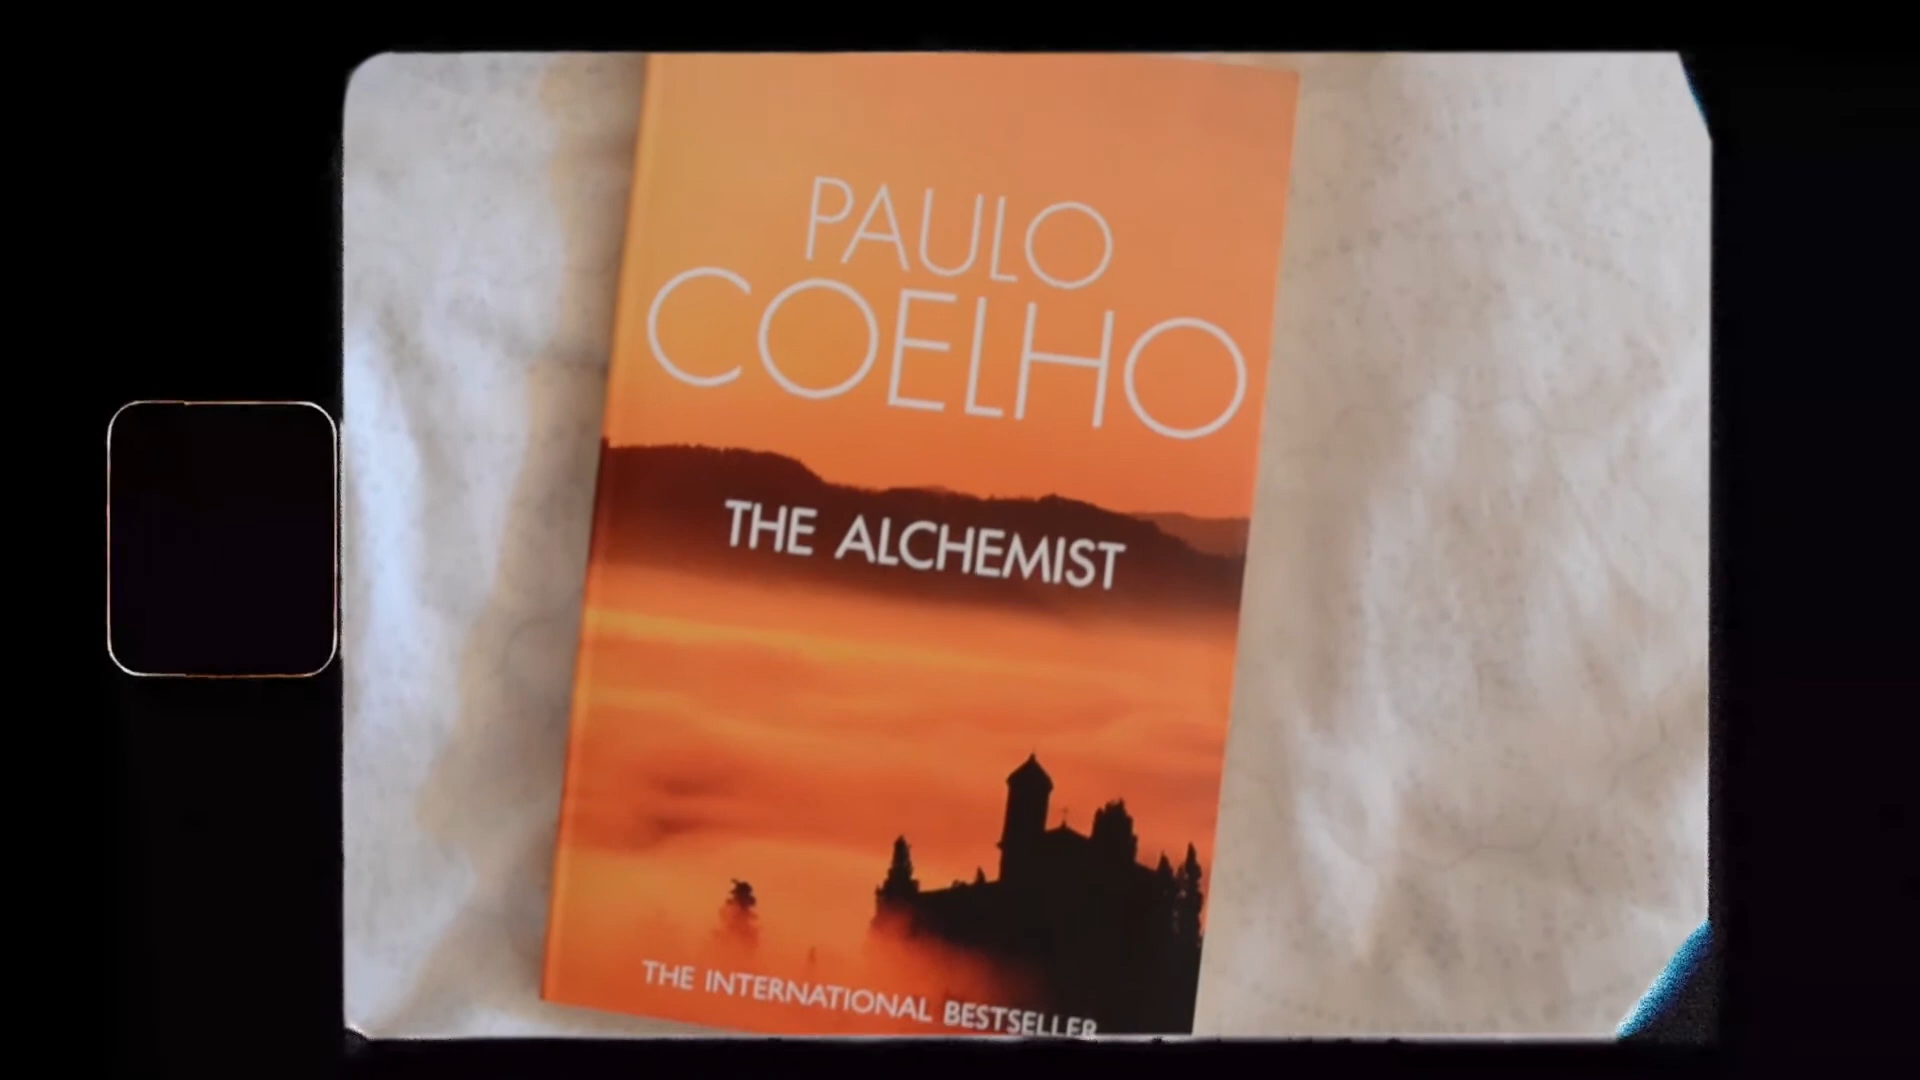 PAULO
COELHO
THE ALCHEMIST
THE INTERNATIONAL BESTSELLER